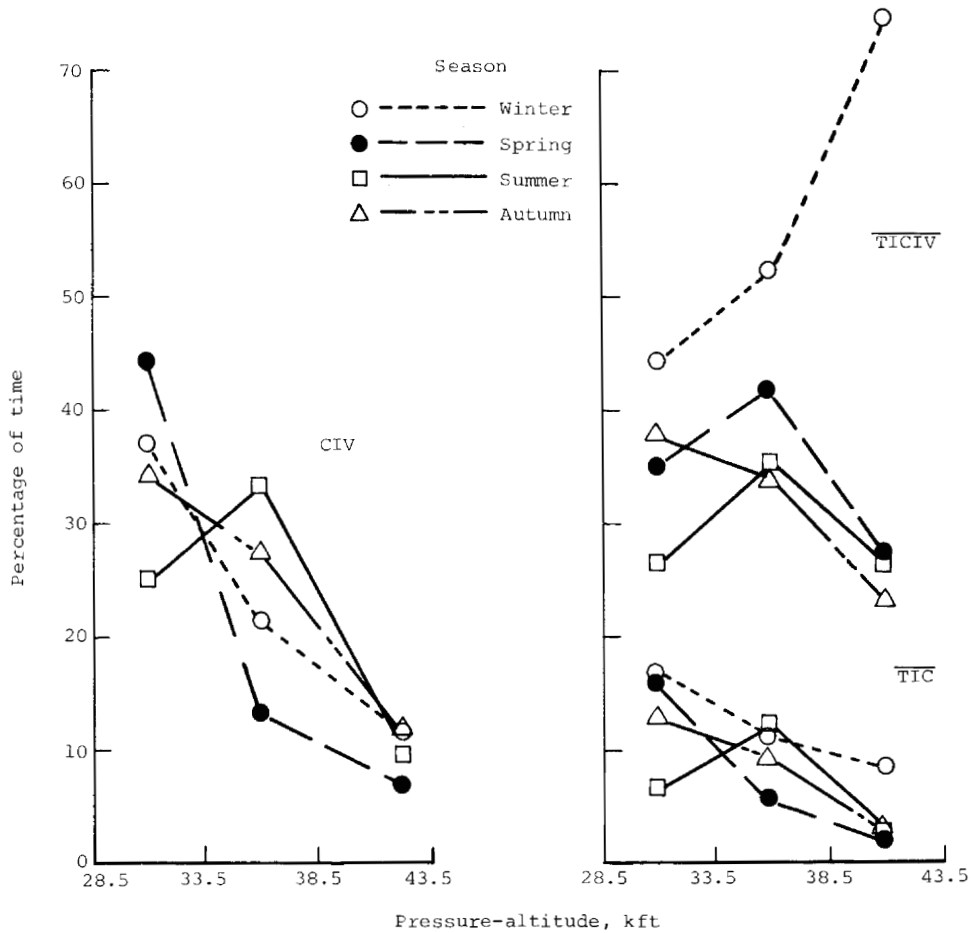 Season
Winter
Spring
Summer
Autumn
70
60
50
40
30
20
10
0
28.5 33.5 38.5 43.5
CIV
TICIV
TIC
28.5 33.5 38.5 43.5
Percentage of time
Pressure-altitude, kft